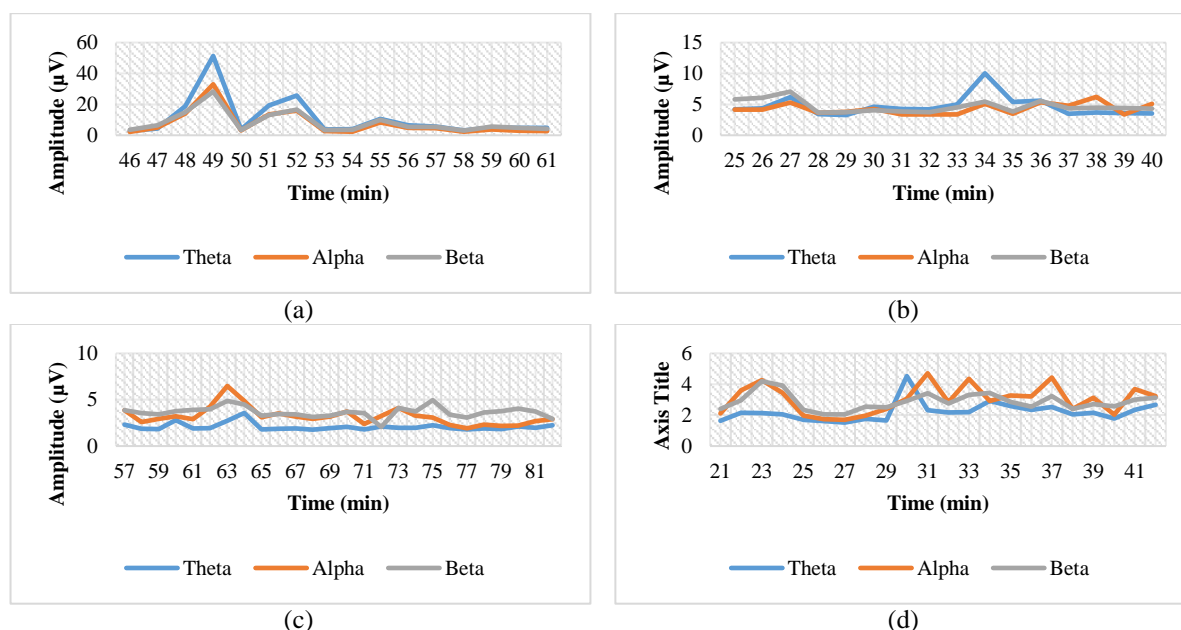 Amplitude (µ V)
60
40
20
0
46 47 48 49 50 51 52 53 54 55 56 57 58 59 60 61
Time (min)
Theta Alpha Beta
(a)
Amplitude (µ V)
15
10
5
0
25 26 27 28 29 30 31 32 33 34 35 36 37 38 39 40
Time (min)
Theta Alpha Beta
(b)
Amplitude (µV)
10
5
0
57 59 61 63 65 67 69 71 73 75 77 79 81
Time (min)
Theta Alpha Beta
(c)
Axis Title
6
4
2
0
21 23 25 27 29 31 33 35 37 39 41
Time (min)
Theta Alpha Beta
(d)